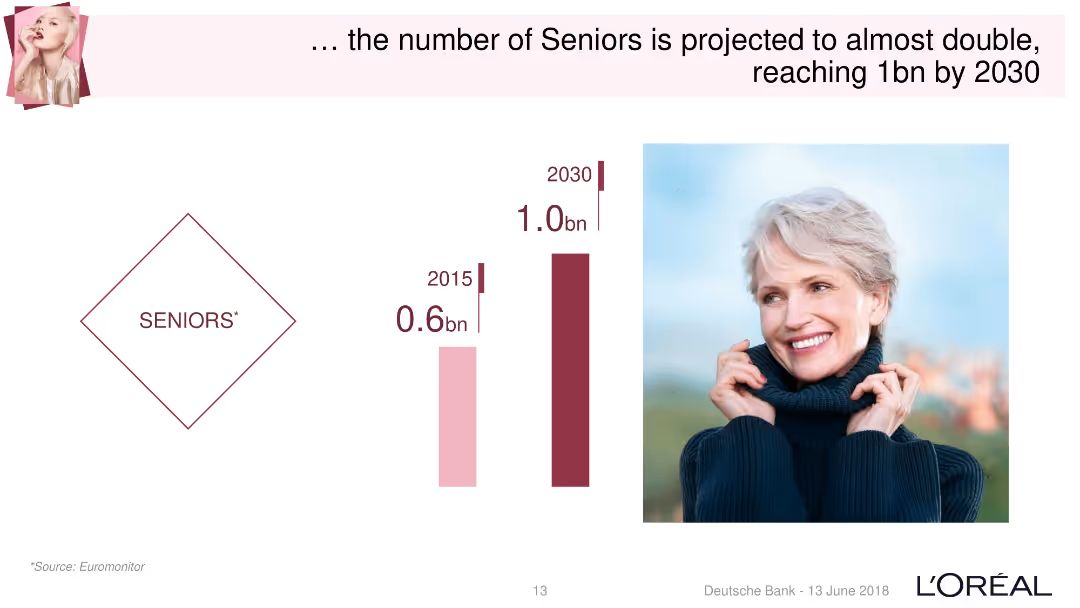 … the number of Seniors is projected to almost double,
reaching 1bn by 2030
SENIORS*
2015
0.6bn
2030
1.0bn
*Source: Euromonitor
13
Deutsche Bank - 13 June 2018
L'ORÉAL